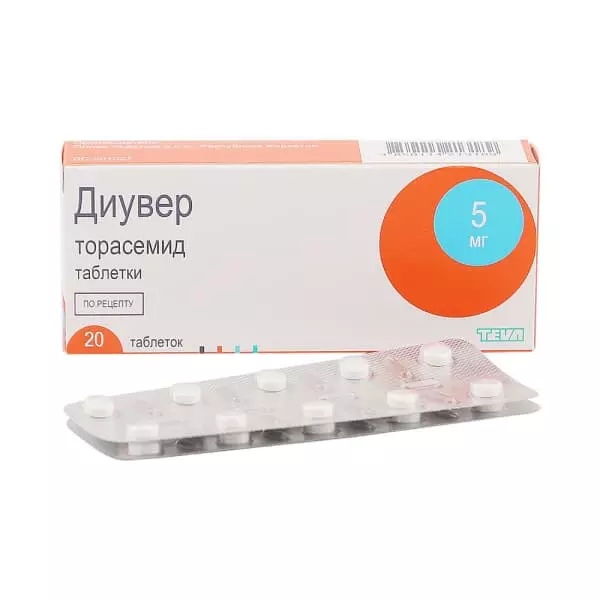 Диувер
торасемид
таблетки
ПО РЕЦЕПТУ
20 таблеток
5
мг
TEVA